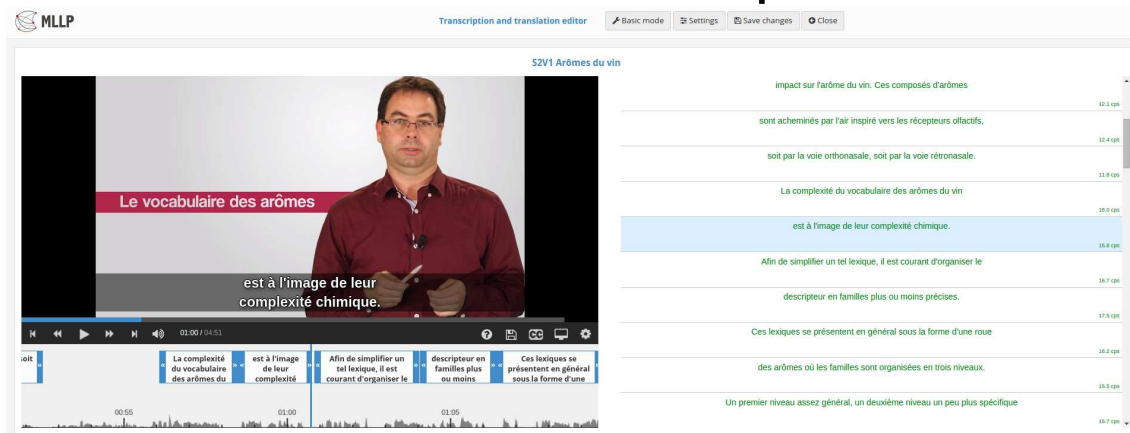 MLLP
Transcription and translation editor
Basic mode
Settings
Save changes
Close
S2V1 Arômes du vin
Le vocabulaire des arômes
est à l'image de leur
complexité chimique.
01:00 / 04:51
soit
La complexité
du vocabulaire
des arômes du
est à l'image
de leur
complexité
Afin de simplifier un
tel lexique, il est
courant d'organiser le
descripteur en
familles plus
ou moins
Ces lexiques se
présentent en général
sous la forme d'une
00:55
01:00
01:05
impact sur l'arôme du vin. Ces composés d'arômes
12.1 cps
sont acheminés par l'air inspiré vers les récepteurs olfactifs,
12.4 cps
soit par la voie orthonasale, soit par la voie rétronasale.
11.8 cps
La complexité du vocabulaire des arômes du vin
16.0 cps
est à l'image de leur complexité chimique.
15.8 cps
Afin de simplifier un tel lexique, il est courant d'organiser le
16.7 cps
descripteur en familles plus ou moins précises.
17.5 cps
Ces lexiques se présentent en général sous la forme d'une roue
16.2 cps
des arômes où les familles sont organisées en trois niveaux.
16.5 cps
Un premier niveau assez général, un deuxième niveau un peu plus spécifique
16.7 cps